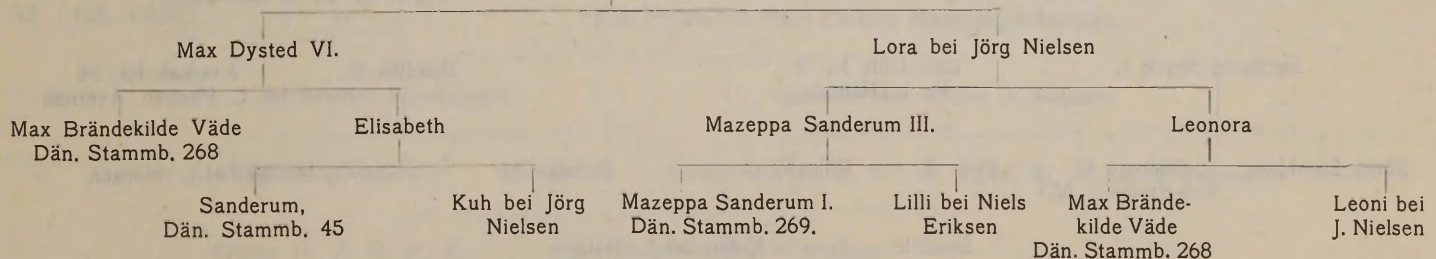 Max Dysted VI.
Lora bei Jörg Nielsen
Max Brändekilde Väde
Dän. Stammb. 268
Elisabeth
Mazeppa Sanderum III.
Leonora
Sanderum,
Dän. Stammb. 45
Kuh bei Jörg
Nielsen
Mazeppa Sanderum I.
Dän. Stammb. 269.
Lilli bei Niels
Eriksen
Max Brände-
kilde Väde
Dän. Stammb. 268
Leoni bei
J. Nielsen